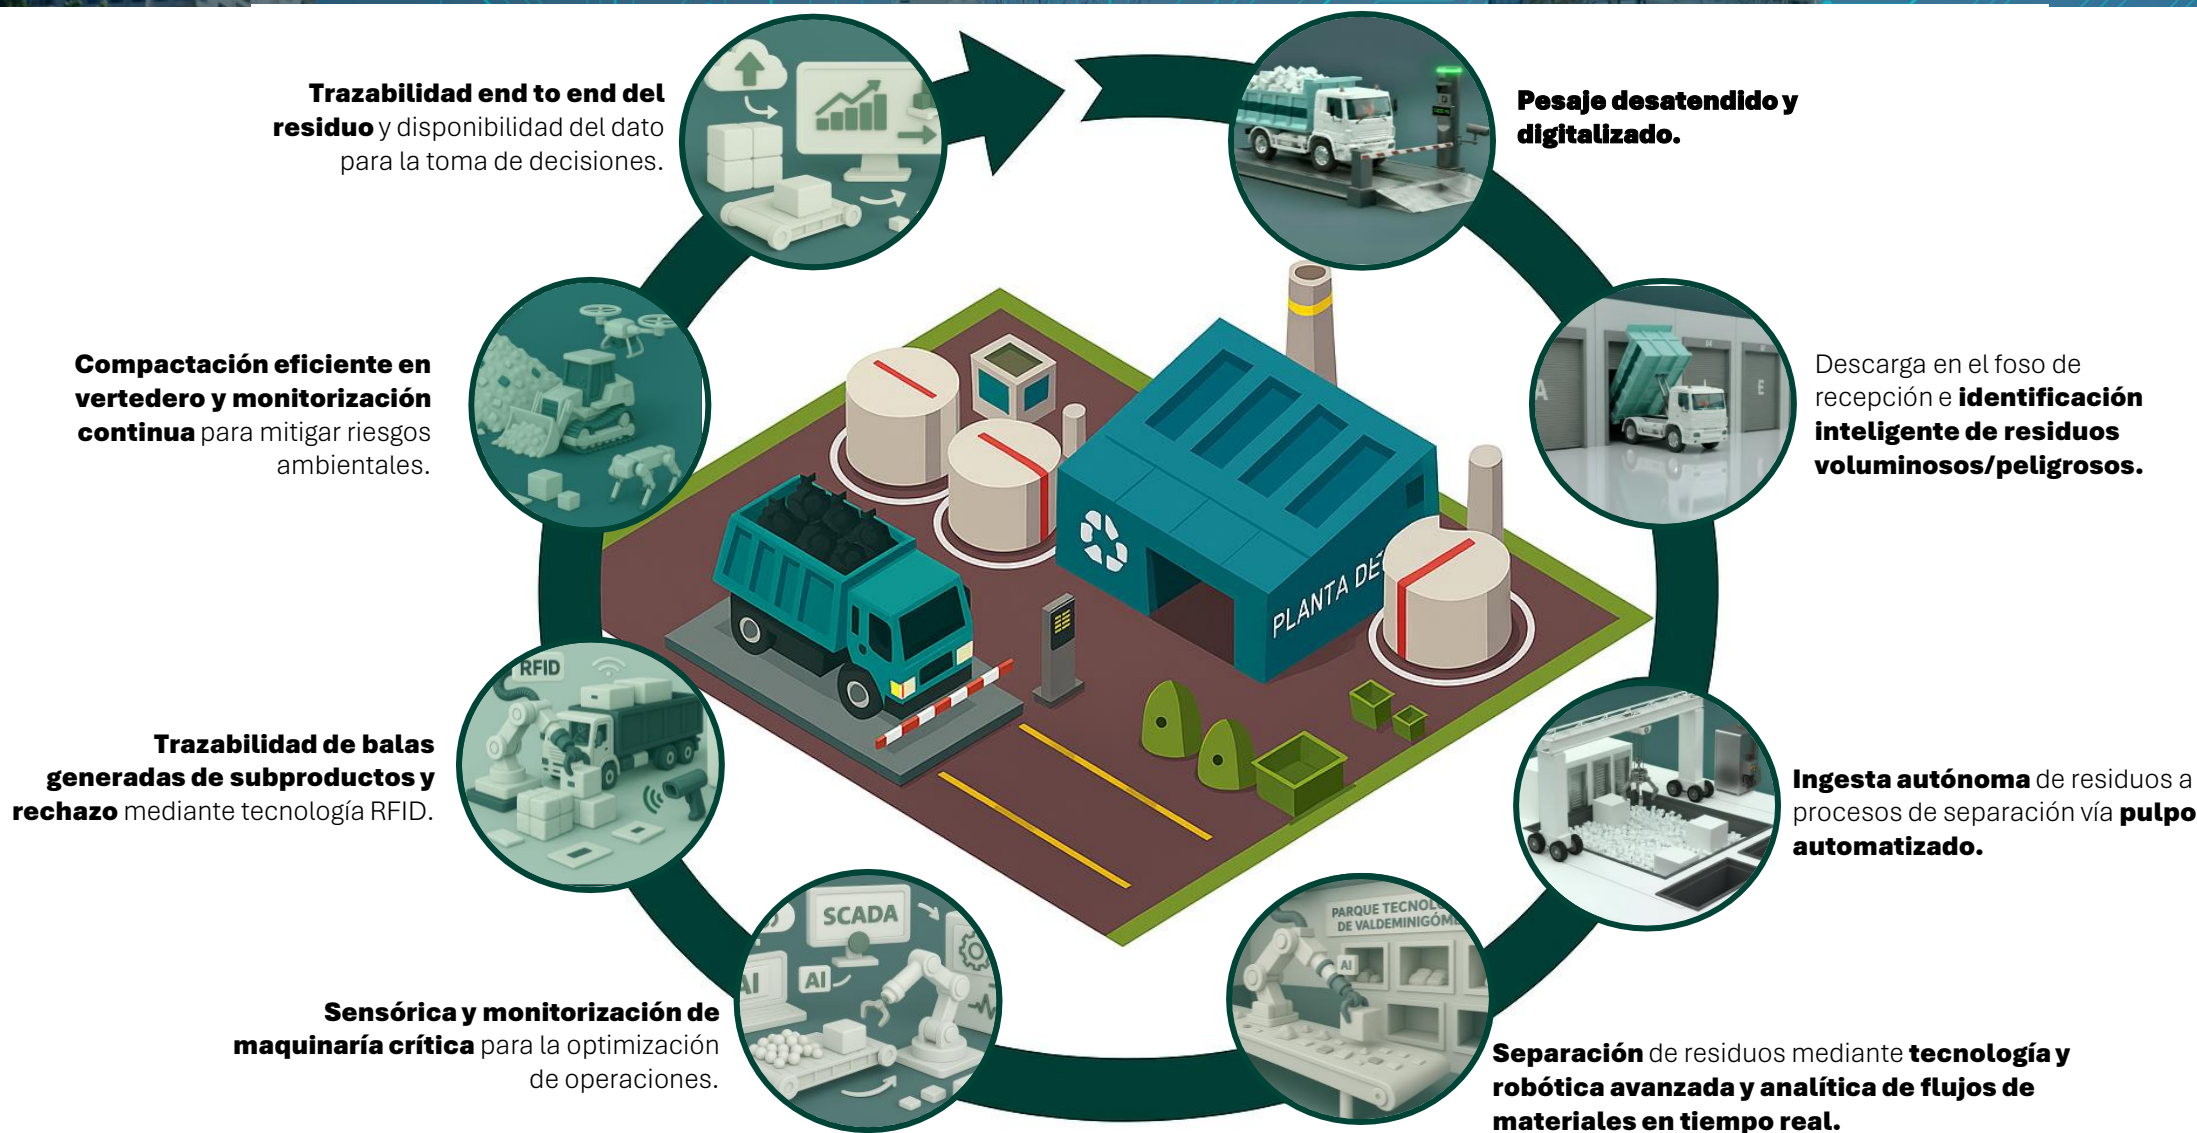 Trazabilidad end to end del
residuo y disponibilidad del dato
para la toma de decisiones.
Pesaje desatendido y
digitalizado.
Descarga en el foso de
recepción e identificación
inteligente de residuos
voluminosos/peligrosos.
Ingesta autónoma de residuos a
procesos de separación vía pulpo
automatizado.
Separación de residuos mediante tecnología y
robótica avanzada y analítica de flujos de
materiales en tiempo real.
Sensórica y monitorización de
maquinaría crítica para la optimización
de operaciones.
Trazabilidad de balas
generadas de subproductos y
rechazo mediante tecnología RFID.
Compactación eficiente en
vertedero y monitorización
continua para mitigar riesgos
ambientales.
PLANTA DE
A
E
RFID
SCADA
AI
AI
PARQUE
DE
AI